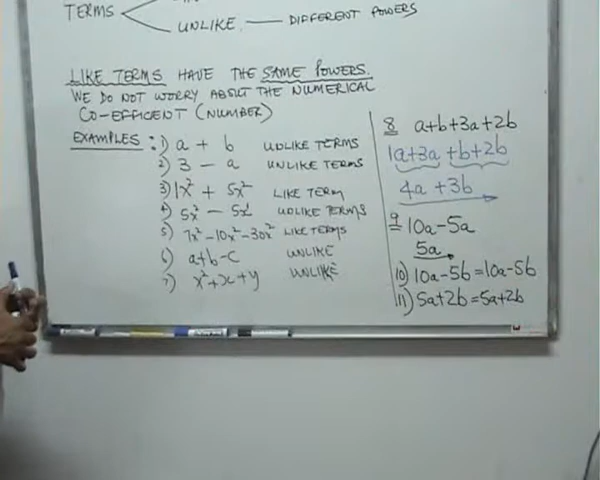 TERMS
UNLIKE — DIFFERENT POWERS
LIKE TERMS HAVE THE SAME POWERS.
WE DO NOT WORRY ABOUT THE NUMERICAL
CO-EFFICENT (NUMBER)
EXAMPLES : 1) a + b UNLIKE TERMS
2) 3 - a UNLIKE TERMS
3) 1x² + 5x² LIKE TERM
4) 5x² - 5x¹ UNLIKE TERMS
5) 7x² - 10x² - 30x² LIKE TERMS
6) a+b-c UNLIKE
7) x²+x+y UNLIKE
8 a+b+3a+2b
1a+3a +b+2b
4a +3b
9 10a-5a
5a
10) 10a-5b=10a-5b
11) 5a+2b=5a+2b